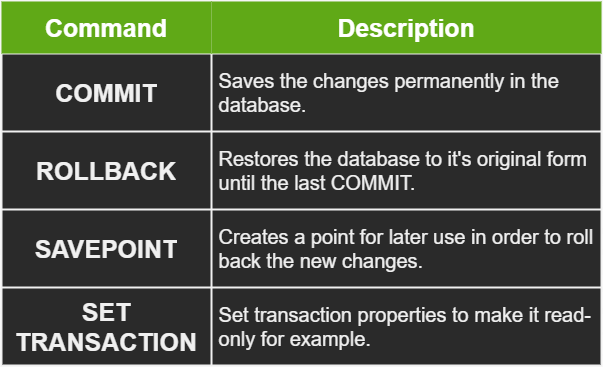 Command
Description
COMMIT
Saves the changes permanently in the
database.
ROLLBACK
Restores the database to it's original form
until the last COMMIT.
SAVEPOINT
Creates a point for later use in order to roll
back the new changes.
SET
TRANSACTION
Set transaction properties to make it read-
only for example.